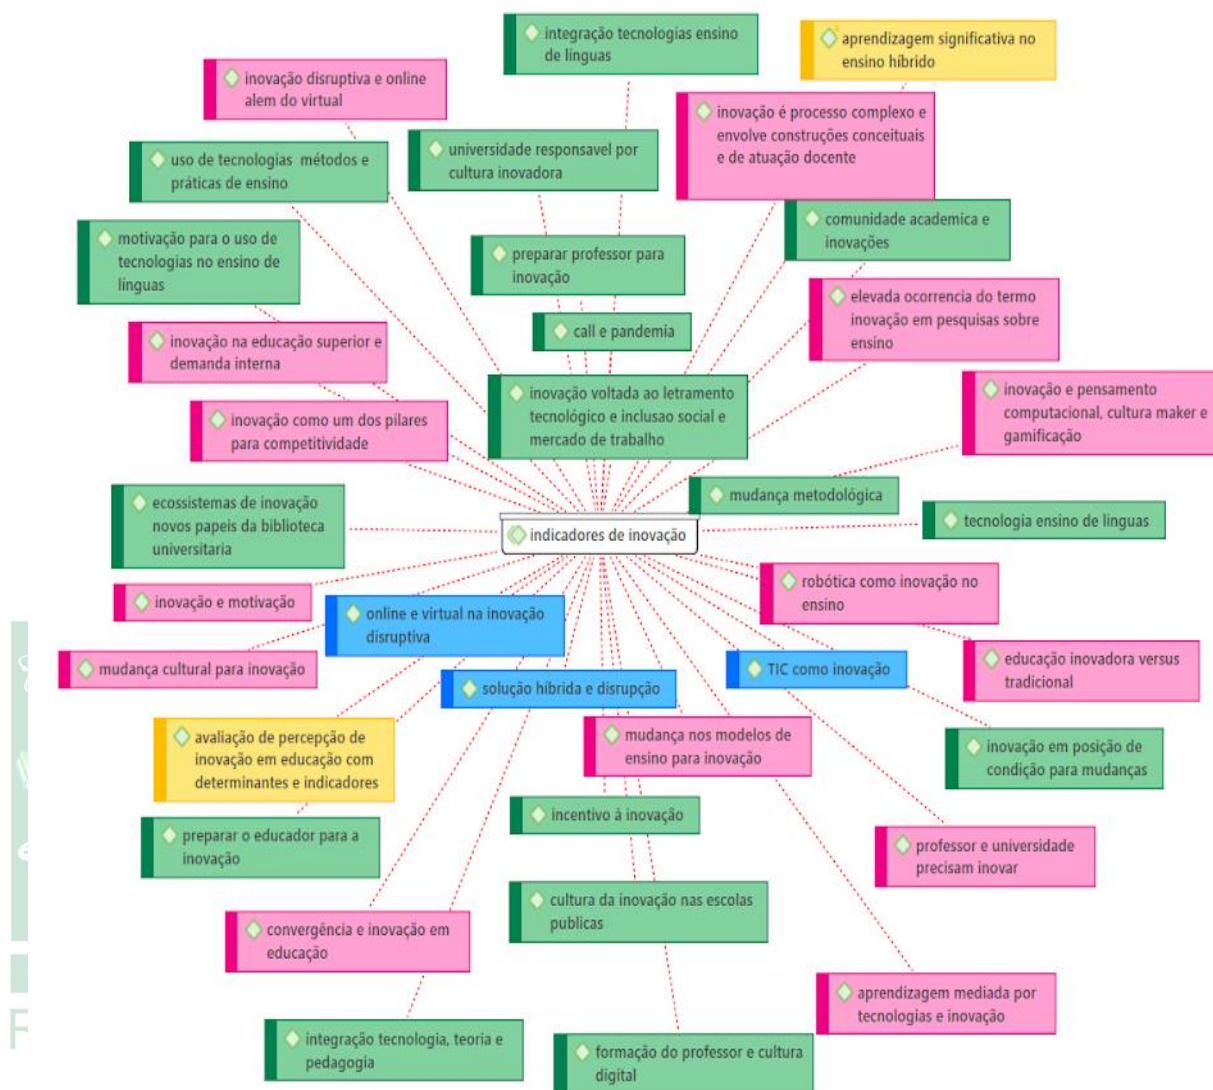 integração tecnologias ensino
de línguas
aprendizagem significativa no
ensino híbrido
inovação disruptiva e online
alem do virtual
inovação é processo complexo e
envolve construções conceituais
e de atuação docente
uso de tecnologias métodos e
práticas de ensino
universidade responsavel por
cultura inovadora
comunidade academica e
inovações
motivação para o uso de
tecnologias no ensino de
línguas
preparar professor para
inovação
elevada ocorrencia do termo
inovação em pesquisas sobre
ensino
call e pandemia
inovação na educação superior e
demanda interna
inovação voltada ao letramento
tecnológico e inclusao social e
mercado de trabalho
inovação e pensamento
computacional, cultura maker e
gamificação
inovação como um dos pilares
para competitividade
mudança metodológica
ecossistemas de inovação
novos papeis da biblioteca
universitaria
tecnologia ensino de linguas
indicadores de inovação
robótica como inovação no
ensino
inovação e motivação
online e virtual na inovação
disruptiva
mudança cultural para inovação
solução híbrida e disrupção
TIC como inovação
educação inovadora versus
tradicional
avaliação de percepção de
inovação em educação com
determinantes e indicadores
mudança nos modelos de
ensino para inovação
inovação em posição de
condição para mudanças
preparar o educador para a
inovação
incentivo à inovação
professor e universidade
precisam inovar
cultura da inovação nas escolas
publicas
convergência e inovação em
educação
aprendizagem mediada por
tecnologias e inovação
integração tecnologia, teoria e
pedagogia
formação do professor e cultura
digital